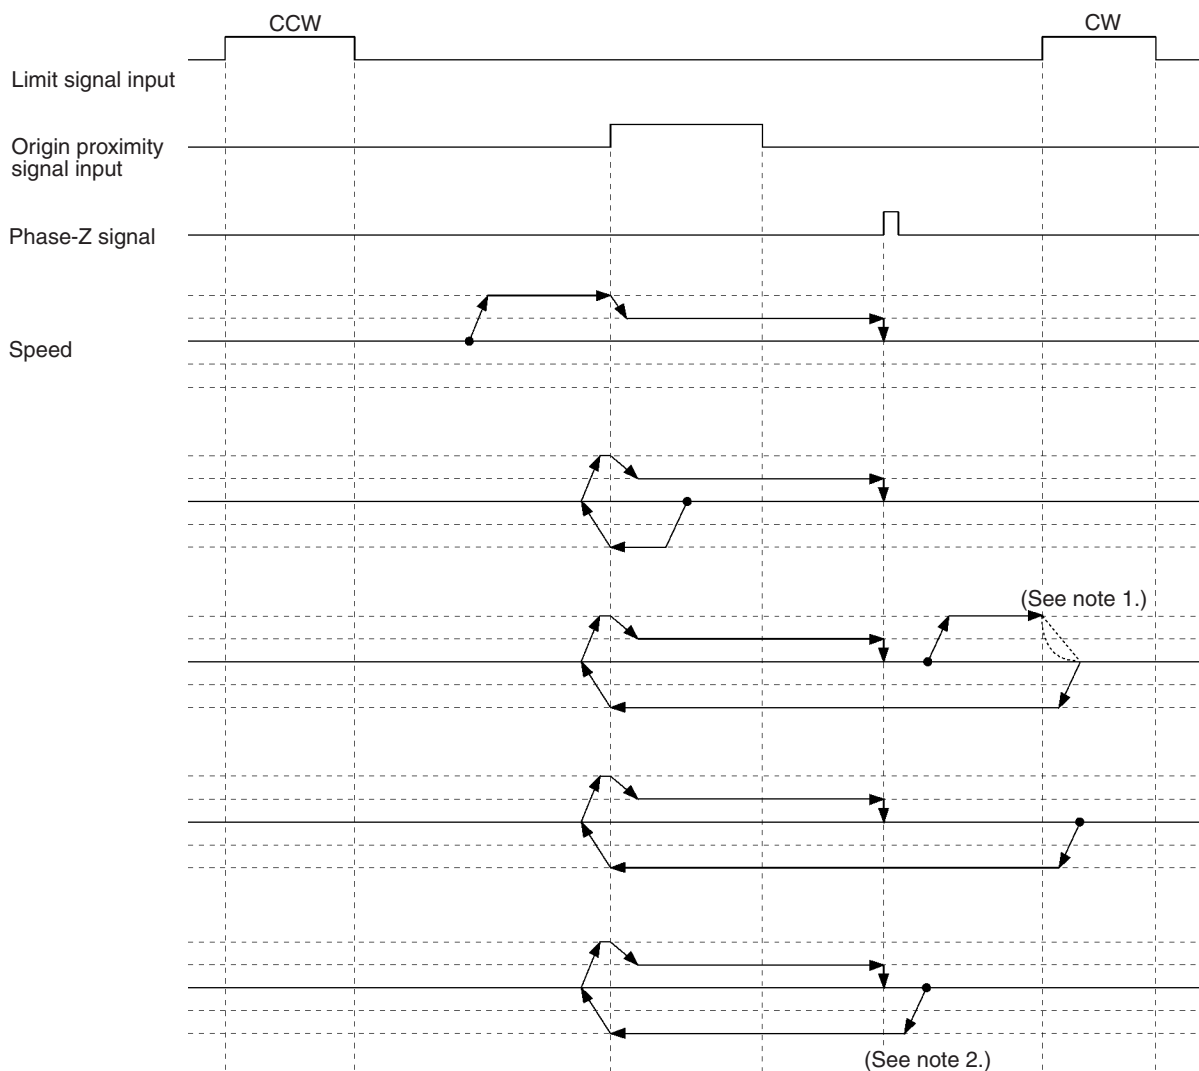 CCW
CW
Limit signal input
Origin proximity
signal input
Phase-Z signal
Speed
(See note 1.)
(See note 2.)